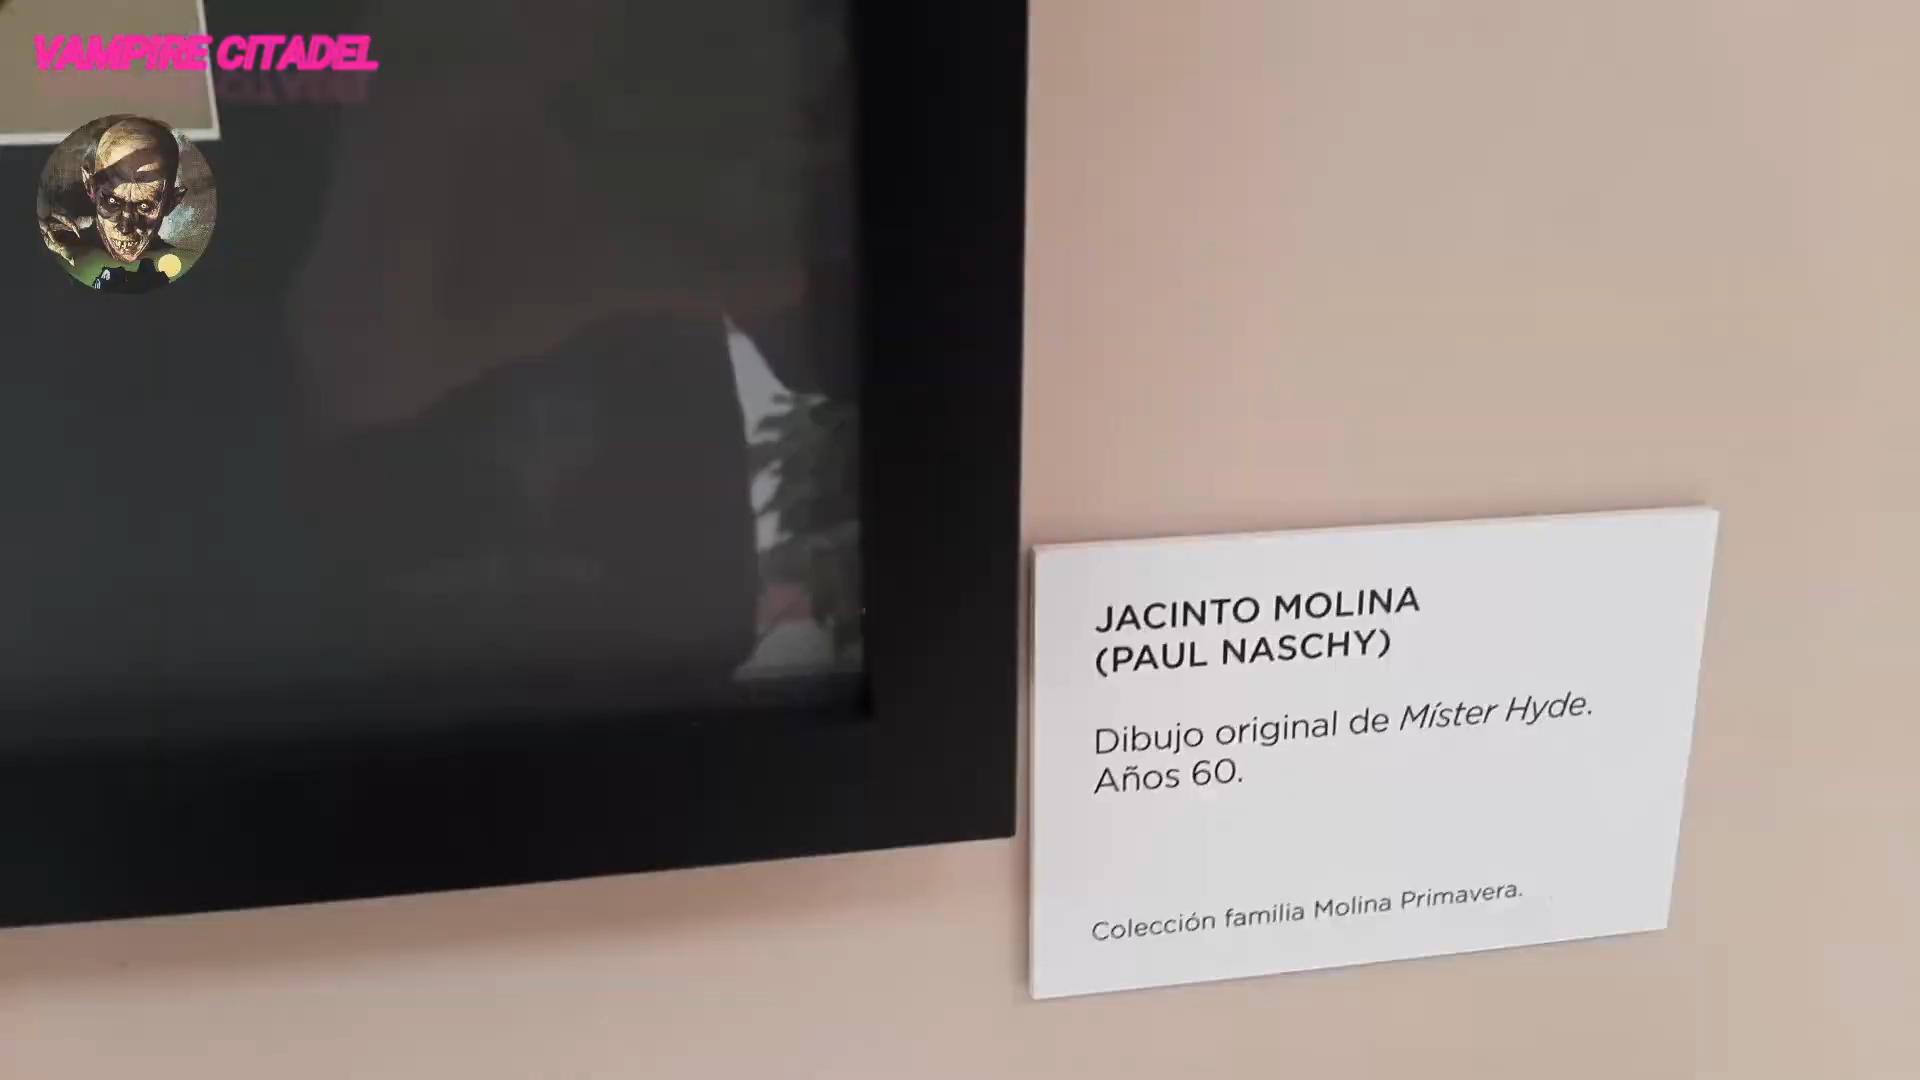 VAMPIRE CITADEL
JACINTO MOLINA
(PAUL NASCHY)
Dibujo original de Míster Hyde.
Años 60.
Colección familia Molina Primavera.